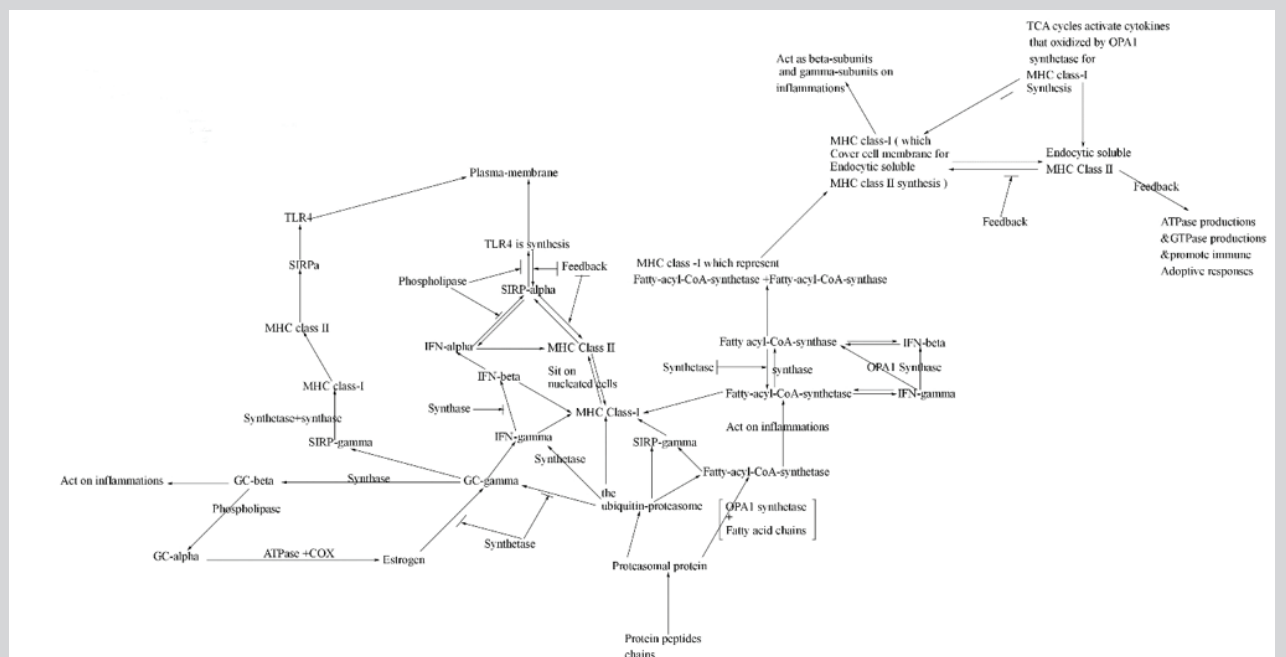 TCA cycles activate cytokines
that oxidized by OPA1
synthetase for
MHC class-I
Synthesis
Act as beta-subunits
and gamma-subunits on
inflammations
MHC class-I ( which
Cover cell membrane for
Endocytic soluble
MHC class II synthesis )
Endocytic soluble
MHC Class II
Feedback
Feedback
ATPase productions
&GTPase productions
&promote immune
Adoptive responses
Plasma-membrane
TLR4
TLR4 is synthesis
SIRPa
Phospholipase
Feedback
SIRP-alpha
MHC class -I which represent
Fatty-acyl-CoA-synthetase +Fatty-acyl-CoA-synthase
MHC class II
IFN-alpha
MHC Class II
Fatty acyl-CoA-synthase
IFN-beta
Sit on
nucleated cells
Synthetase
synthase
OPA1 Synthase
IFN-beta
MHC class-I
Fatty-acyl-CoA-synthetase
IFN-gamma
Synthase
MHC Class-I
Synthetase+synthase
Act on inflammations
SIRP-gamma
IFN-gamma
SIRP-gamma
Synthetase
Fatty-acyl-CoA-synthetase
Act on inflammations
GC-beta
Synthase
GC-gamma
the
ubiquitin-proteasome
Phospholipase
OPA1 synthetase
+
Fatty acid chains
Synthetase
GC-alpha
ATPase +COX
Estrogen
Proteasomal protein
Protein peptides
chains